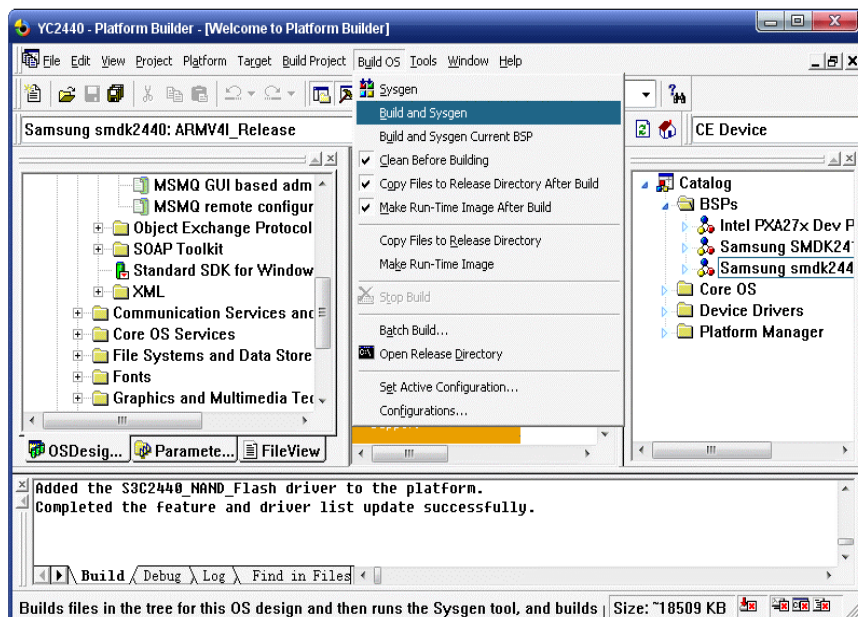 YC2440 - Platform Builder - [Welcome to Platform Builder]
File Edit View Project Platform Target Build Project Build OS Tools Window Help
Samsung smdk2440: ARMV4I_Release
CE Device
Sysgen
Build and Sysgen
Build and Sysgen Current BSP
Clean Before Building
Copy Files to Release Directory After Build
Make Run-Time Image After Build
Copy Files to Release Directory
Make Run-Time Image
Stop Build
Batch Build...
Open Release Directory
Set Active Configuration...
Configurations...
MSMQ GUI based adm
MSMQ remote configur
Object Exchange Protocol
SOAP Toolkit
Standard SDK for Window
XML
Communication Services and
Core OS Services
File Systems and Data Store
Fonts
Graphics and Multimedia Tec
OSDesig... Paramete... FileView
Catalog
BSPs
Intel PXA27x Dev P
Samsung SMDK24
Samsung smdk244
Core OS
Device Drivers
Platform Manager
Added the S3C2440_NAND_Flash driver to the platform.
Completed the feature and driver list update successfully.
Build Debug Log Find in Files
Builds files in the tree for this OS design and then runs the Sysgen tool, and builds
Size: ~18509 KB